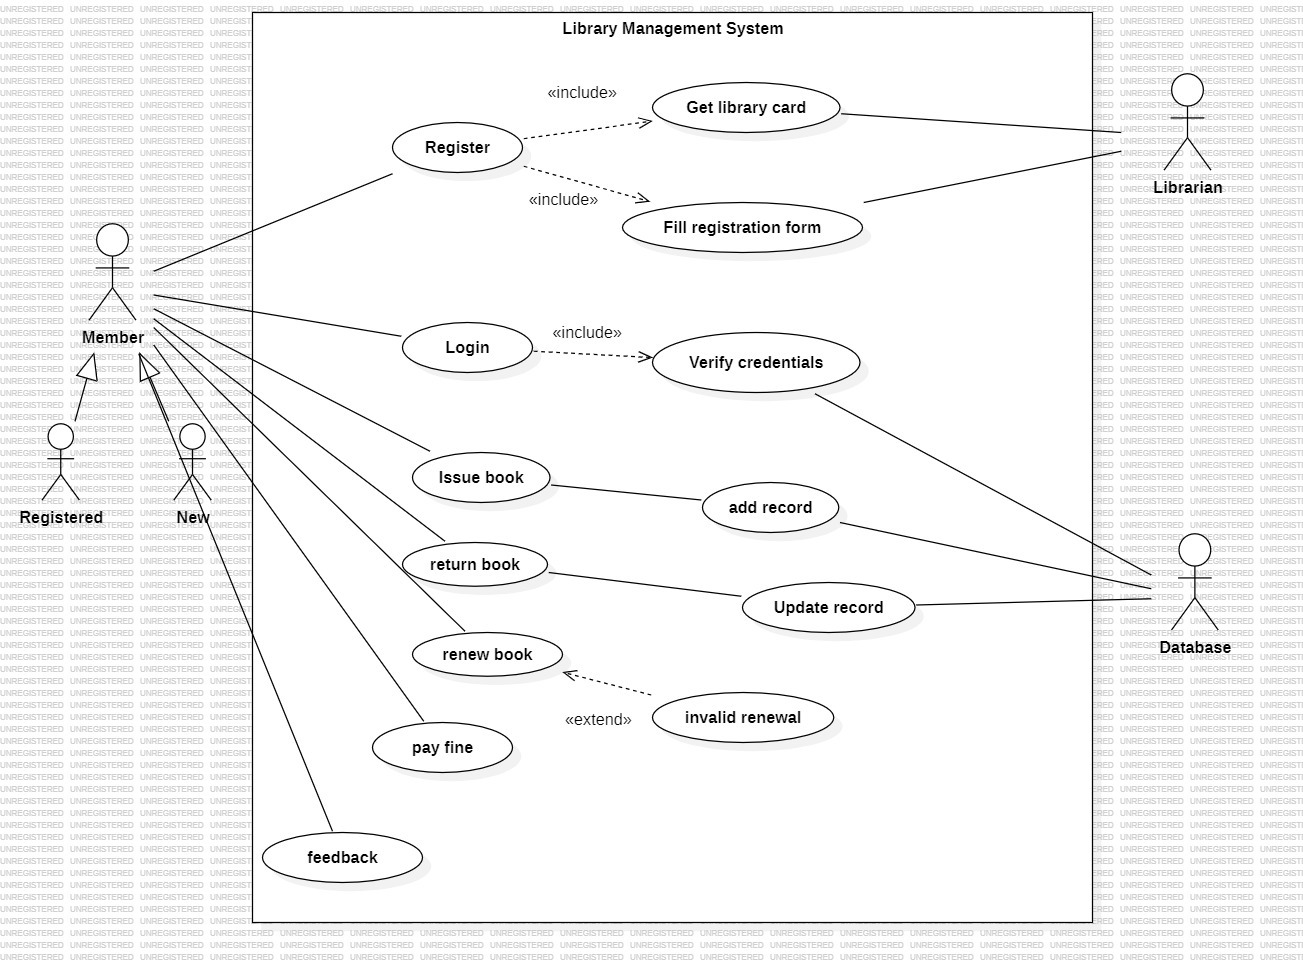 Library Management System
«include»
Get library card
Register
«include»
Fill registration form
Librarian
Member
Login
«include»
Verify credentials
Registered
New
Issue book
add record
return book
Update record
Database
renew book
«extend»
invalid renewal
pay fine
feedback
UNREGISTERED